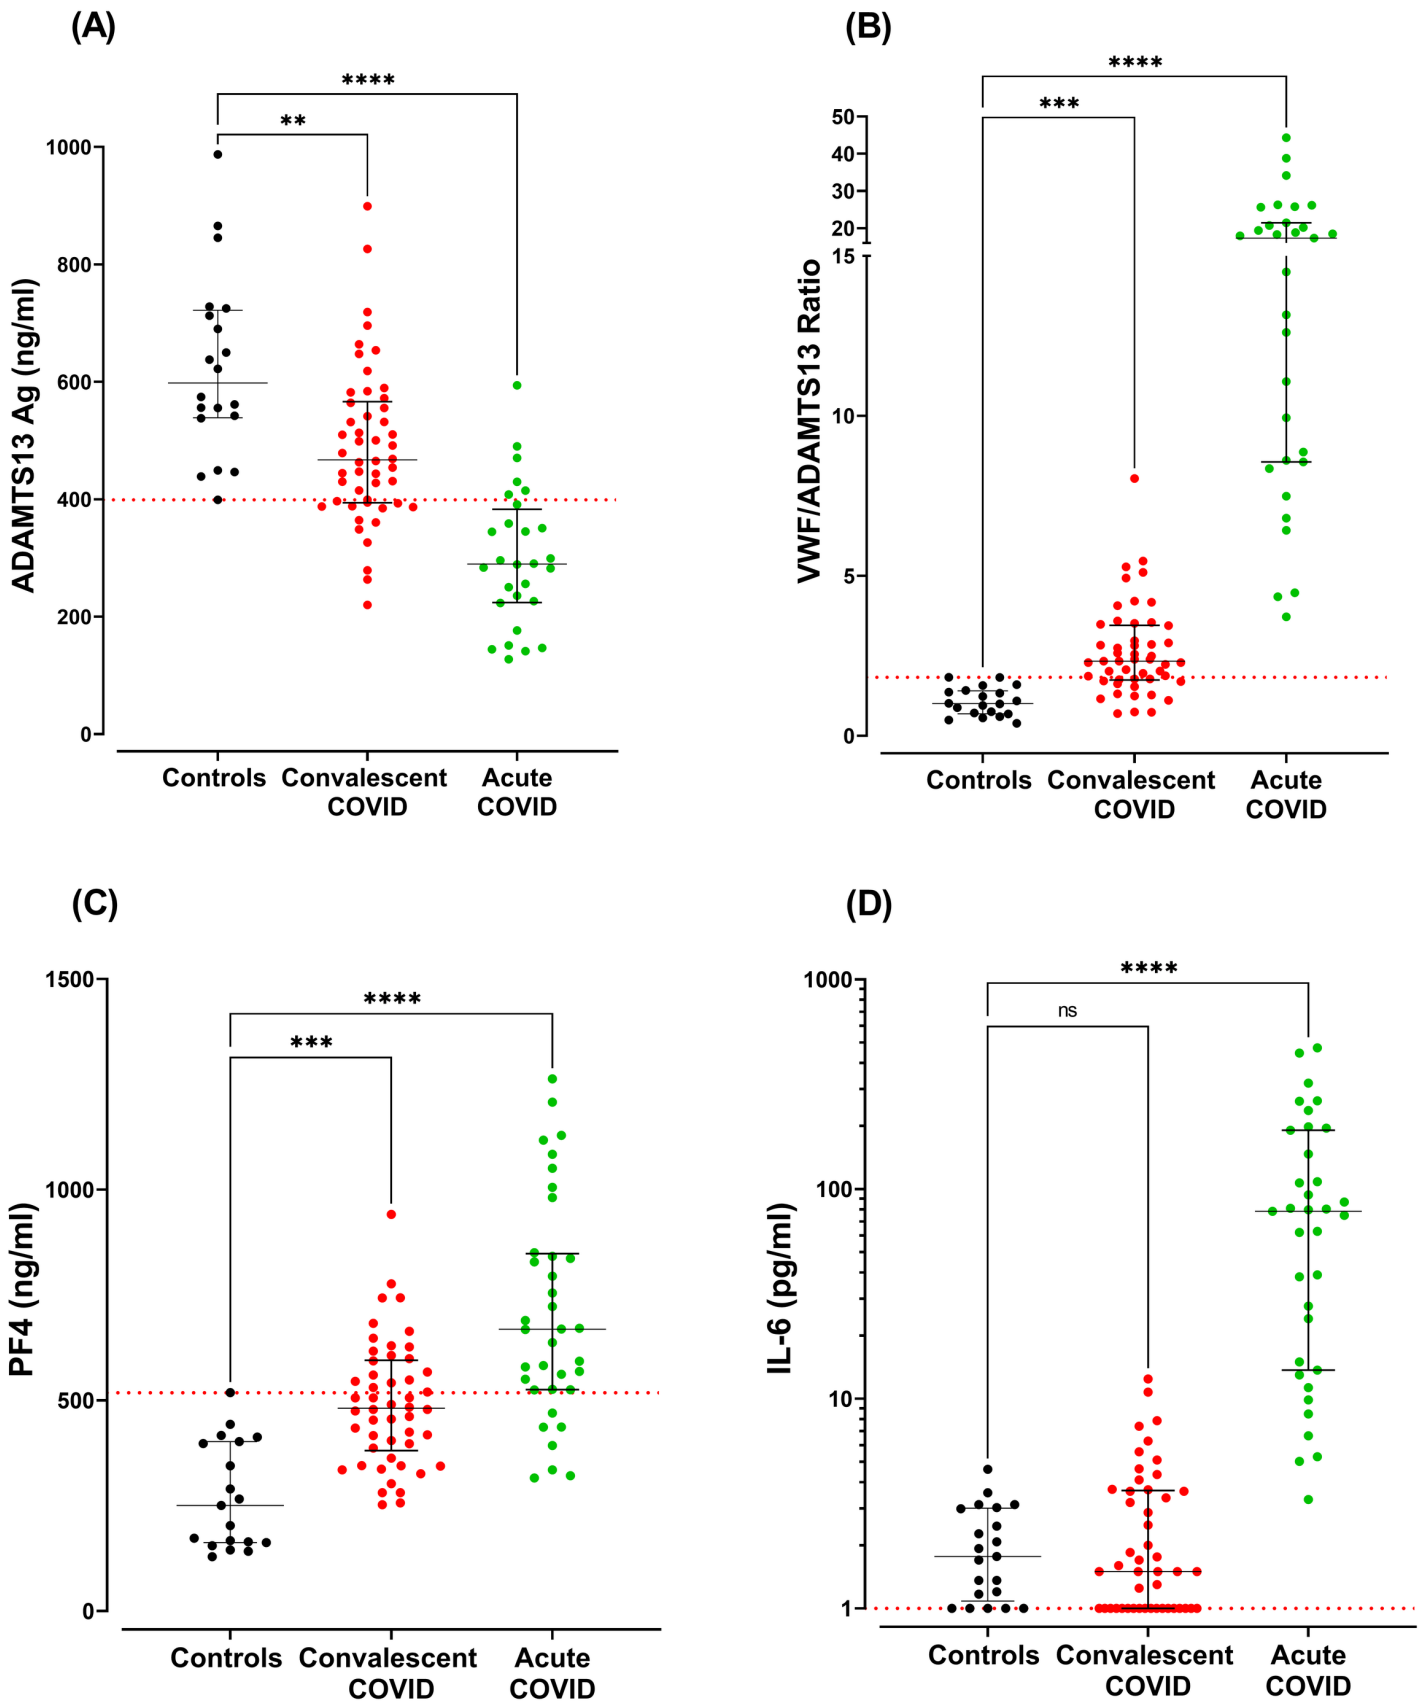 (A)
****
**
1000
800
600
400
200
0
ADAMTS13 Ag (ng/ml)
Controls Convalescent COVID Acute COVID
(B)
****
***
50
40
30
20
15
10
5
0
VWF/ADAMTS13 Ratio
Controls Convalescent COVID Acute COVID
(C)
****
***
1500
1000
500
0
PF4 (ng/ml)
Controls Convalescent COVID Acute COVID
(D)
****
ns
1000
100
10
1
IL-6 (pg/ml)
Controls Convalescent COVID Acute COVID